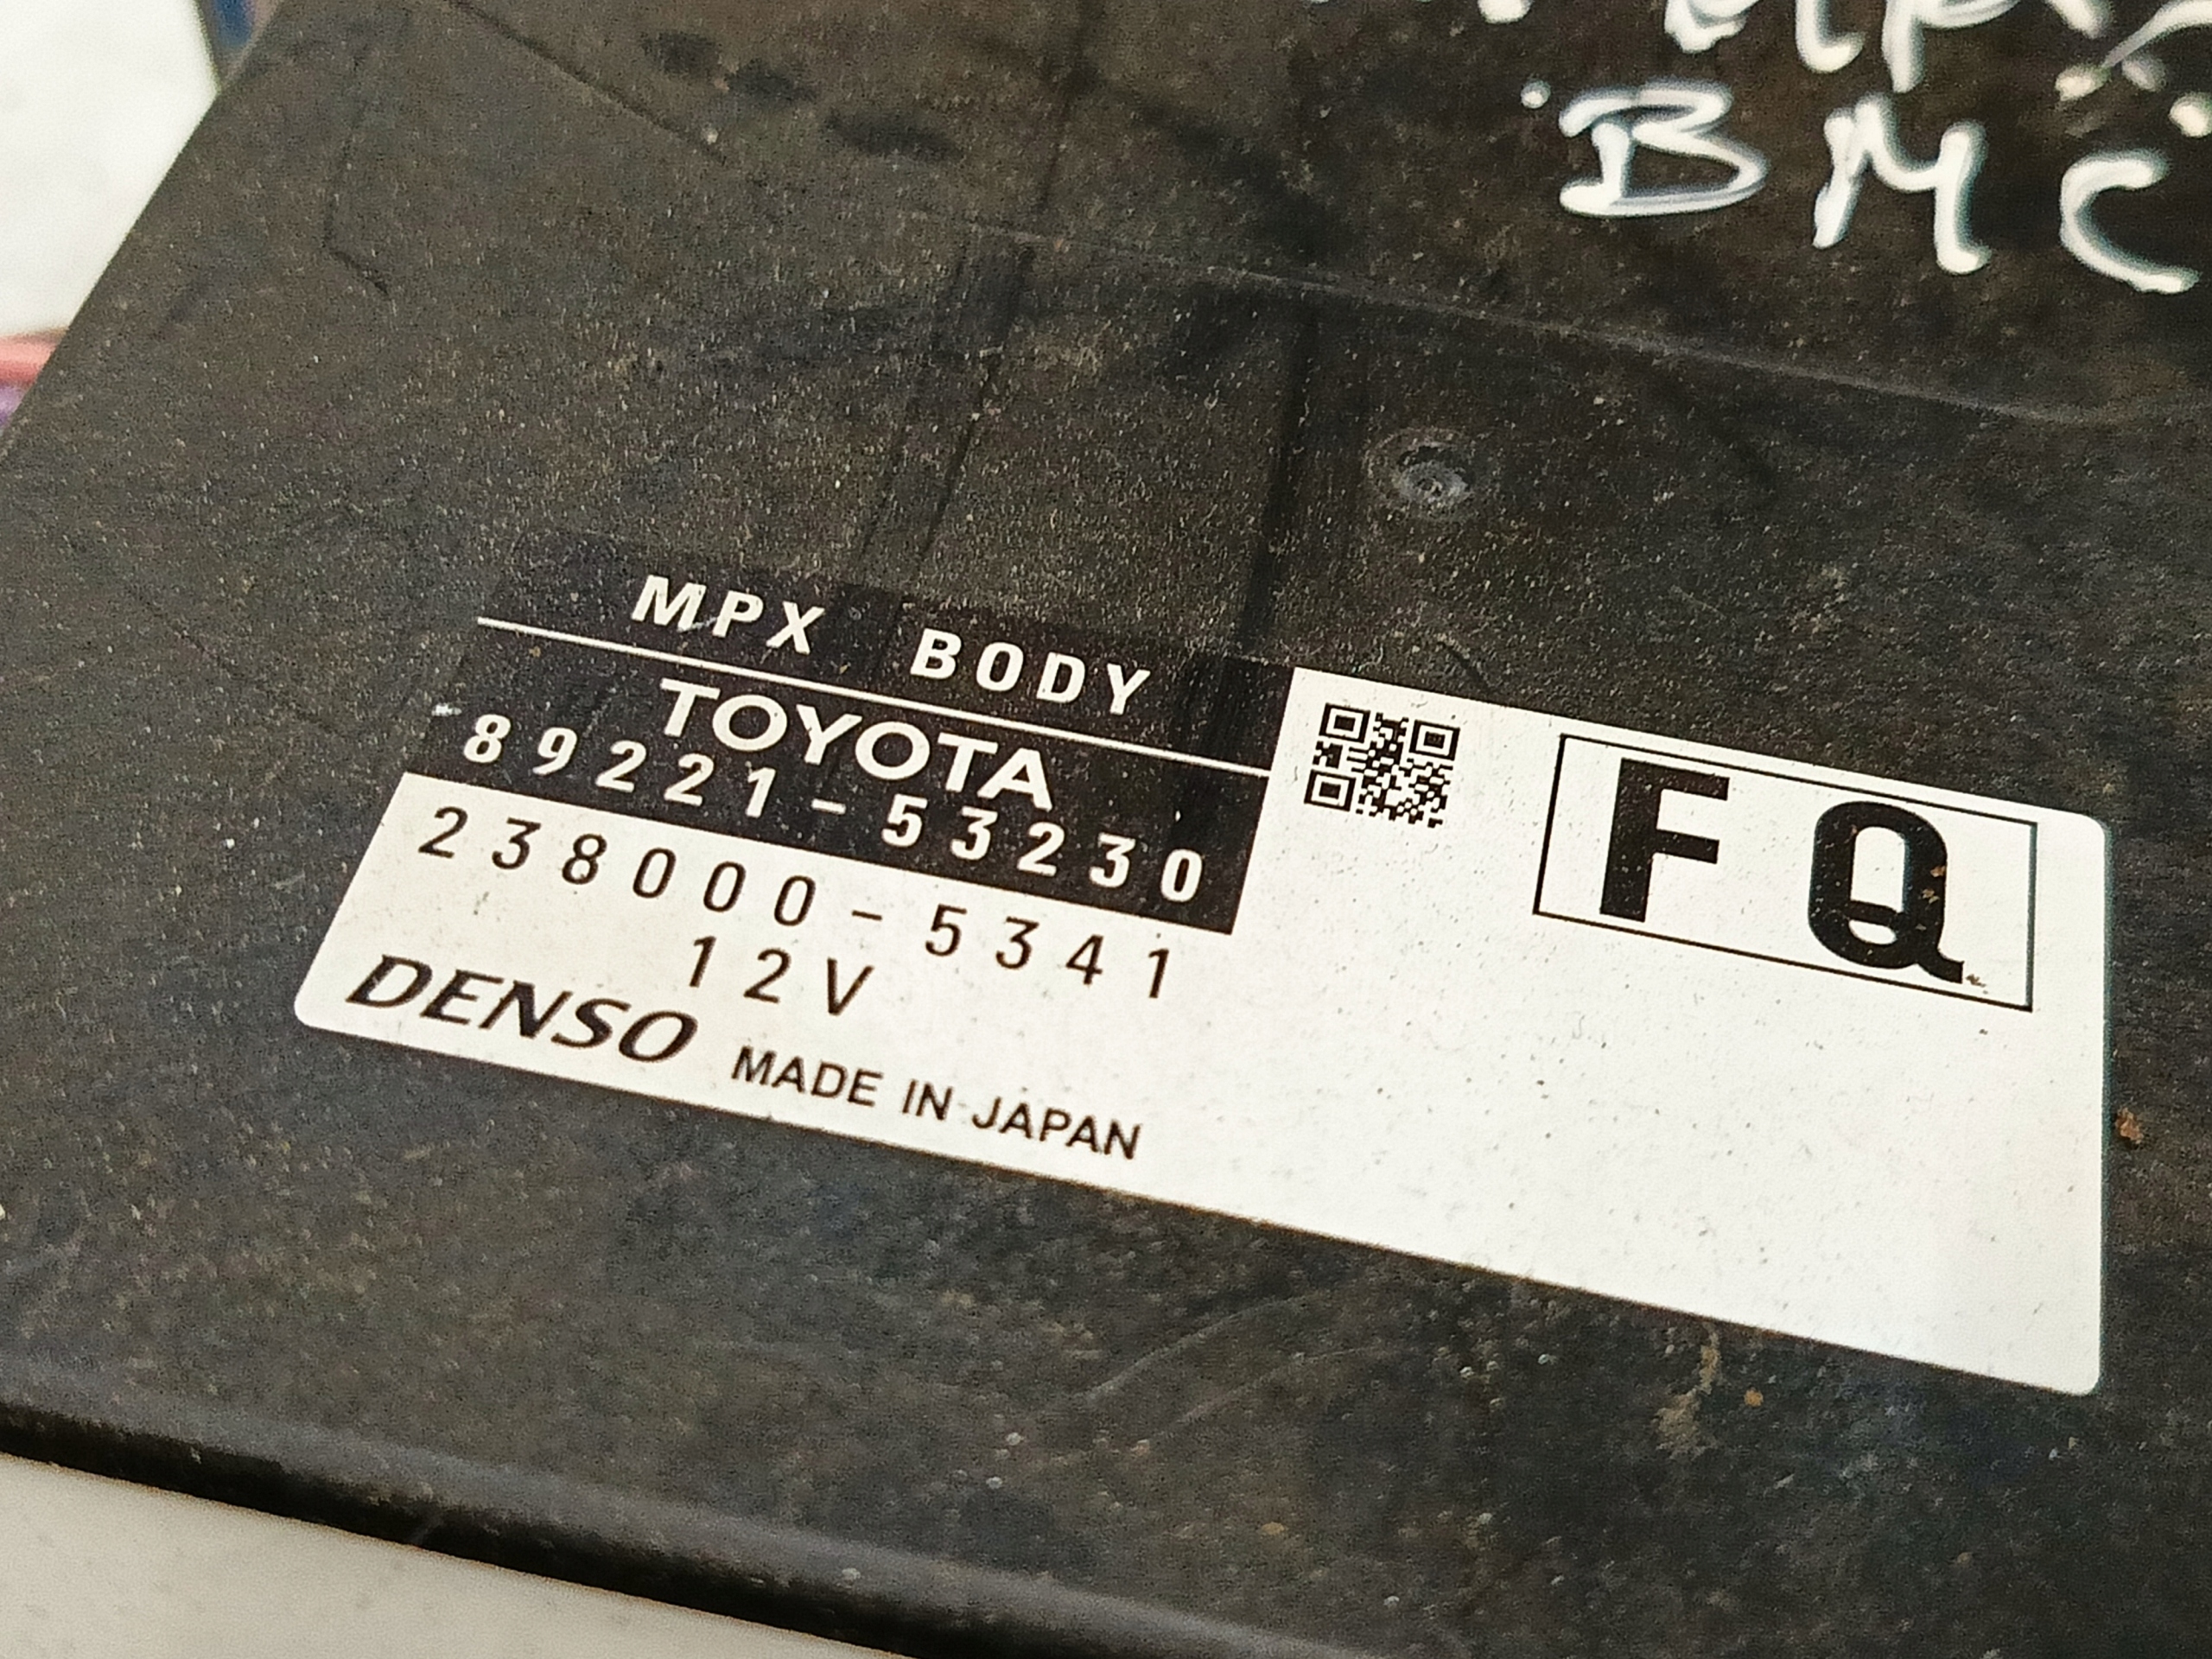 BMC
MPX BODY
TOYOTA
89221-53230
238000-5341
12V
DENSO MADE IN JAPAN
FQ